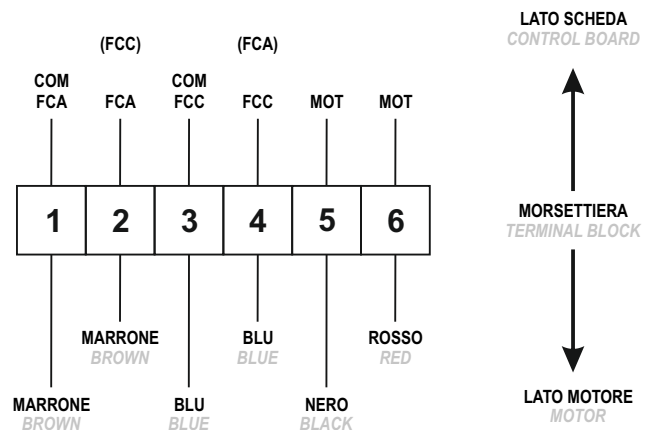 LATO SCHEDA
CONTROL BOARD
(FCC) (FCA)
COM COM
FCA FCA FCC FCC MOT MOT
1 2 3 4 5 6
MORSETTIERA
TERMINAL BLOCK
MARRONE BLU ROSSO
BROWN BLUE RED
MARRONE BLU NERO
BROWN BLUE BLACK
LATO MOTORE
MOTOR